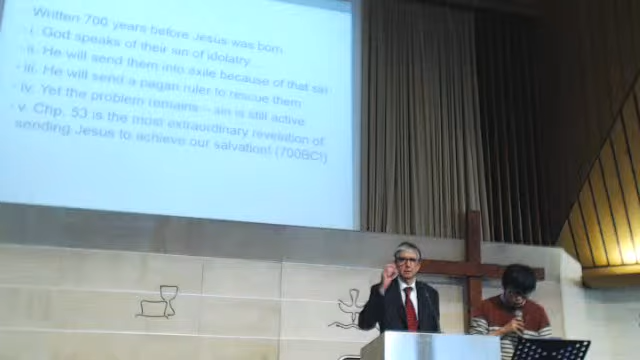 Written 700 years before Jesus was born
i. God speaks of their sin of idolatry...
ii. He will send them into exile because of that sin
iii. He will send a pagan ruler to rescue them
iv. Yet the problem remains - sin is still active
v. Chp. 53 is the most extraordinary revelation of
sending Jesus to achieve our salvation! (700BC!)